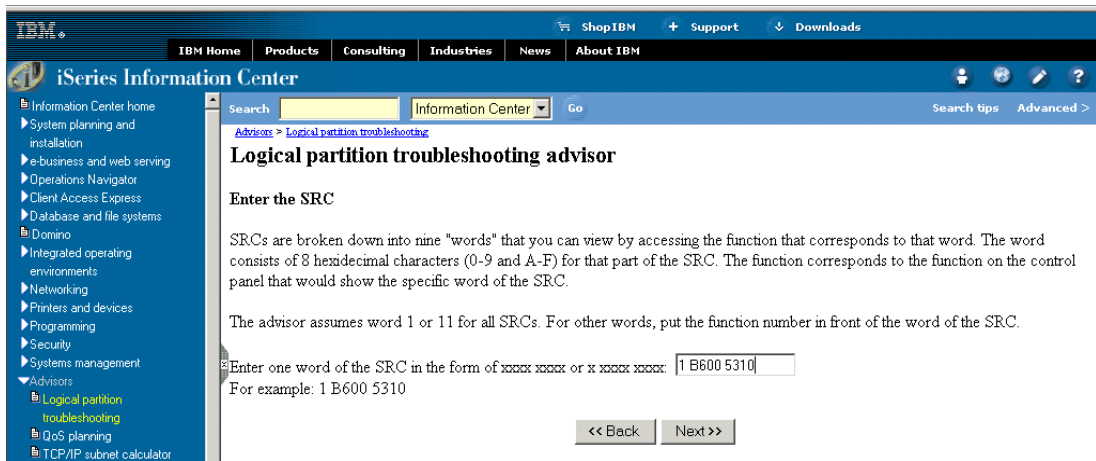 IBM®
ShopIBM + Support Downloads
IBM Home Products Consulting Industries News About IBM
iSeries Information Center
?
Information Center home
System planning and
installation
e-business and web serving
Operations Navigator
Client Access Express
Database and file systems
Domino
Integrated operating
environments
Networking
Printers and devices
Programming
Security
Systems management
Advisors
Logical partition
troubleshooting
QoS planning
TCP/IP subnet calculator
Search Information Center Go Search tips Advanced >
Advisors > Logical partition troubleshooting
Logical partition troubleshooting advisor
Enter the SRC
SRCs are broken down into nine "words" that you can view by accessing the function that corresponds to that word. The word
consists of 8 hexidecimal characters (0-9 and A-F) for that part of the SRC. The function corresponds to the function on the control
panel that would show the specific word of the SRC.
The advisor assumes word 1 or 11 for all SRCs. For other words, put the function number in front of the word of the SRC.
Enter one word of the SRC in the form of xxxx xxxx or x xxxx xxxx: 1 B600 5310
For example: 1 B600 5310
<< Back Next >>